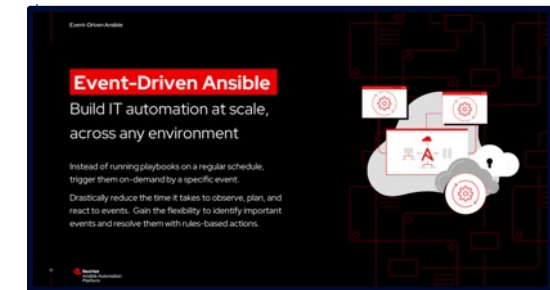 Event-Driven Ansible
Event-Driven Ansible
Build IT automation at scale,
across any environment
Instead of running playbooks on a regular schedule,
trigger them on-demand by a specific event.
Drastically reduce the time it takes to observe, plan, and
react to events. Gain the flexibility to identify important
events and resolve them with rules-based actions.
Red Hat
Ansible Automation
Platform